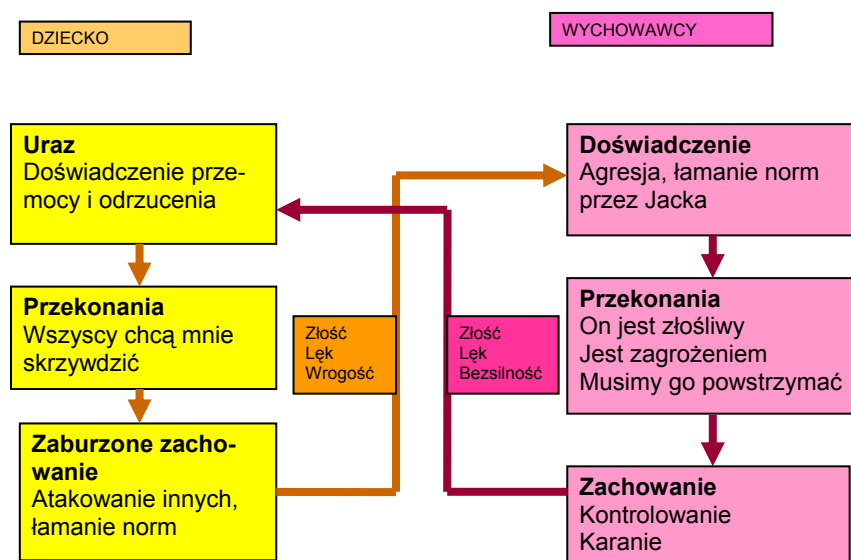 DZIECKO
WYCHOWAWCY
Uraz
Doświadczenie prze-
mocy i odrzucenia
Przekonania
Wszyscy chcą mnie
skrzywdzić
Zaburzone zacho-
wanie
Atakowanie innych,
łamanie norm
Złość
Lęk
Wrogość
Złość
Lęk
Bezsilność
Doświadczenie
Agresja, łamanie norm
przez Jacka
Przekonania
On jest złośliwy
Jest zagrożeniem
Musimy go powstrzymać
Zachowanie
Kontrolowanie
Karanie